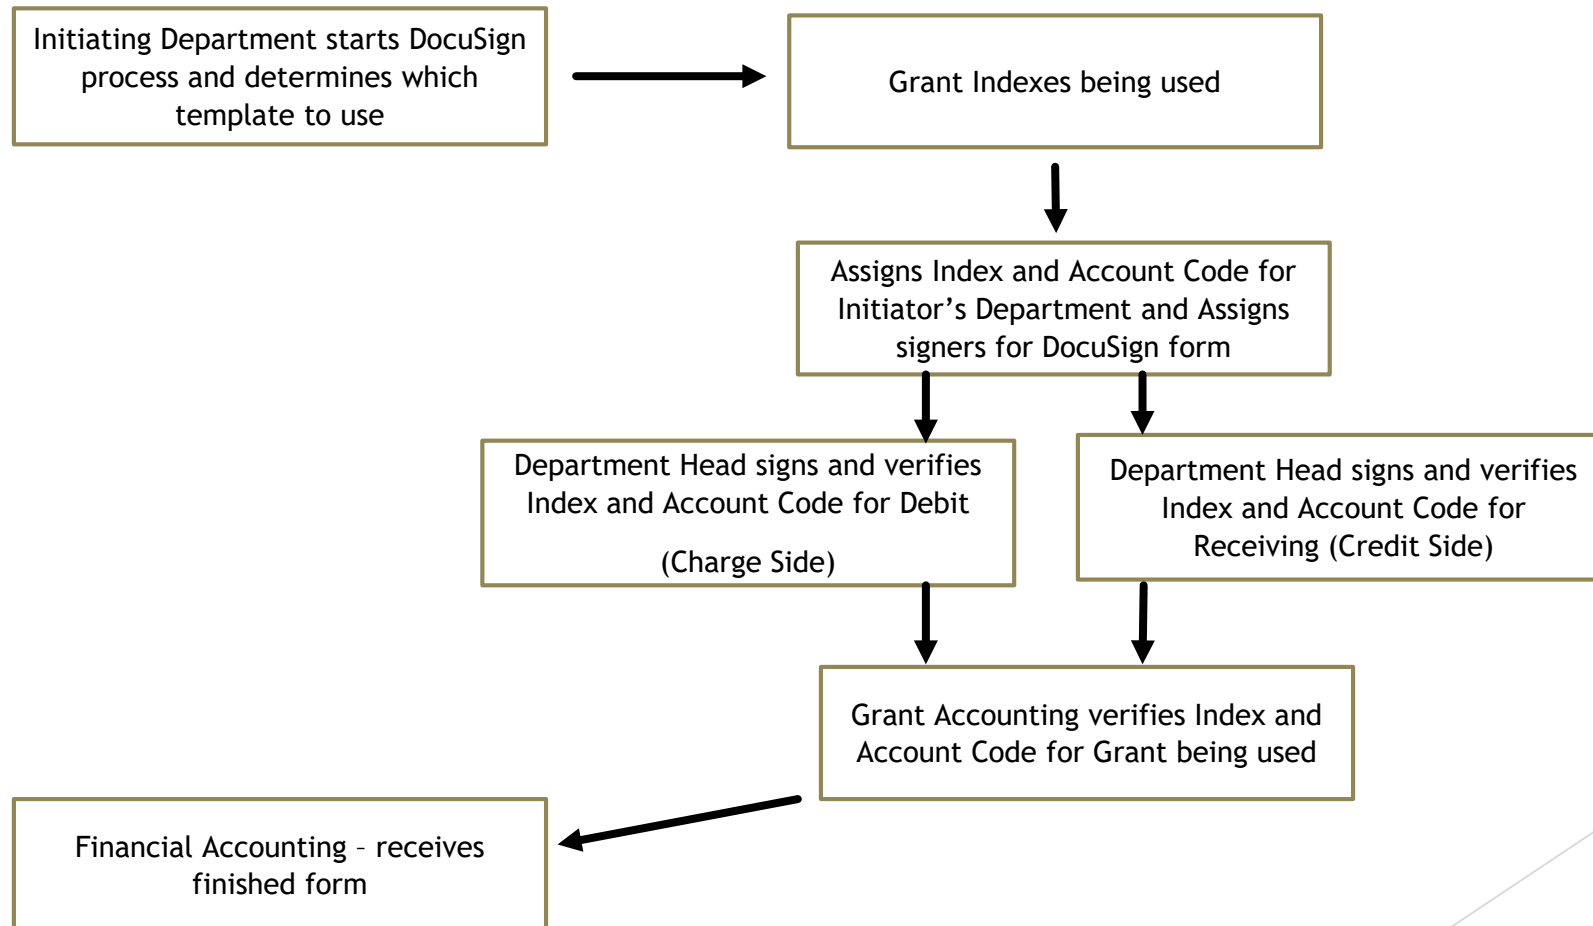 Initiating Department starts DocuSign
process and determines which
template to use
Grant Indexes being used
Assigns Index and Account Code for
Initiator’s Department and Assigns
signers for DocuSign form
Department Head signs and verifies
Index and Account Code for Debit
(Charge Side)
Department Head signs and verifies
Index and Account Code for
Receiving (Credit Side)
Grant Accounting verifies Index and
Account Code for Grant being used
Financial Accounting – receives
finished form